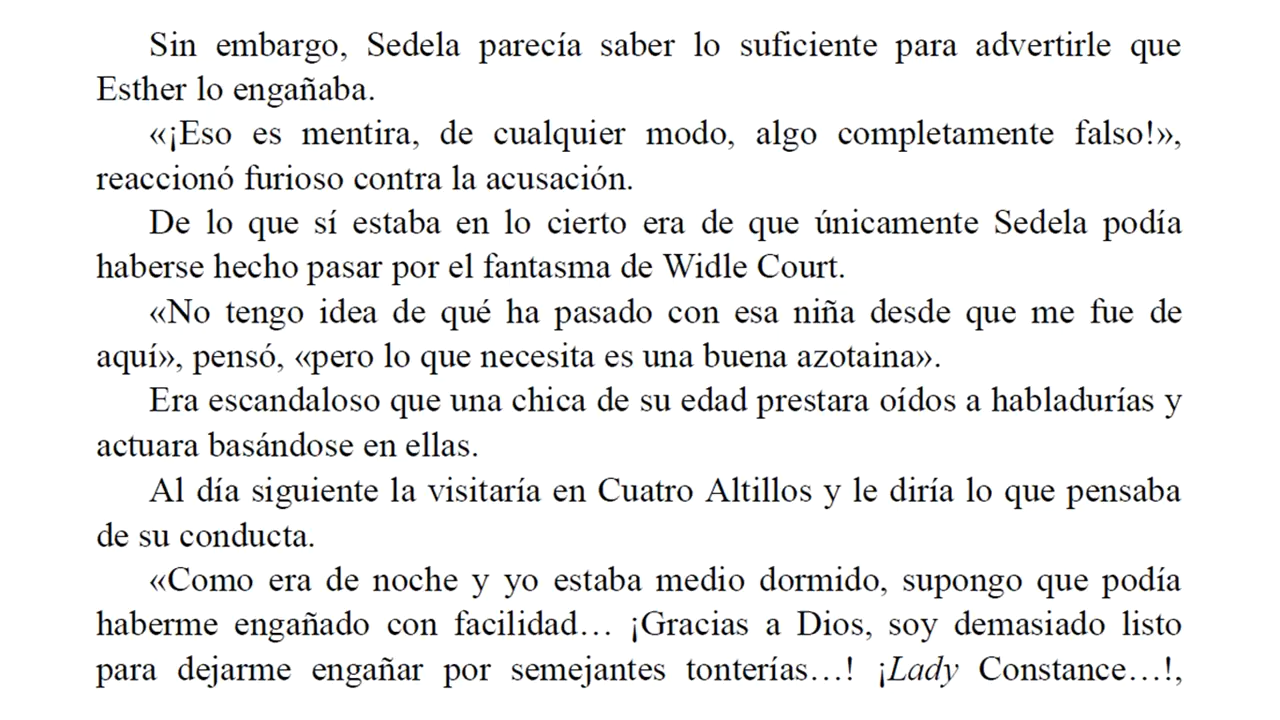 Sin embargo, Sedela parecía saber lo suficiente para advertirle que
Esther lo engañaba.
«¡Eso es mentira, de cualquier modo, algo completamente falso!»,
reaccionó furioso contra la acusación.
De lo que sí estaba en lo cierto era de que únicamente Sedela podía
haberse hecho pasar por el fantasma de Widle Court.
«No tengo idea de qué ha pasado con esa niña desde que me fue de
aquí», pensó, «pero lo que necesita es una buena azotaina».
Era escandaloso que una chica de su edad prestara oídos a habladurías y
actuara basándose en ellas.
Al día siguiente la visitaría en Cuatro Altillos y le diría lo que pensaba
de su conducta.
«Como era de noche y yo estaba medio dormido, supongo que podía
haberme engañado con facilidad… ¡Gracias a Dios, soy demasiado listo
para dejarme engañar por semejantes tonterías…! ¡Lady Constance…!,